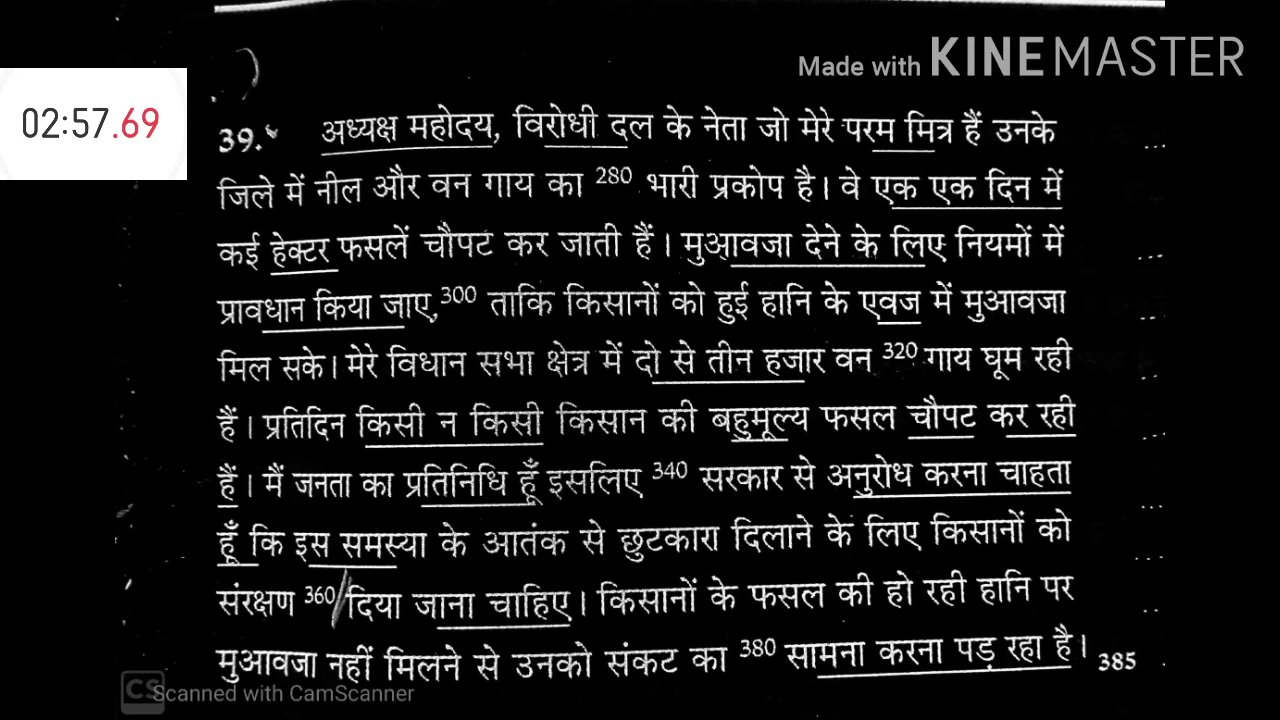 Made with KINEMASTER
02:57.69
39. अध्यक्ष महोदय, विरोधी दल के नेता जो मेरे परम मित्र हैं उनके
जिले में नील और वन गाय का 280 भारी प्रकोप है। वे एक एक दिन में
कई हेक्टर फसलें चौपट कर जाती हैं। मुआवजा देने के लिए नियमों में
प्रावधान किया जाए, 300 ताकि किसानों को हुई हानि के एवज में मुआवजा
मिल सके। मेरे विधान सभा क्षेत्र में दो से तीन हजार वन 320 गाय घूम रही
हैं। प्रतिदिन किसी न किसी किसान की बहुमूल्य फसल चौपट कर रही
हैं। मैं जनता का प्रतिनिधि हूँ इसलिए 340 सरकार से अनुरोध करना चाहता
हूँ कि इस समस्या के आतंक से छुटकारा दिलाने के लिए किसानों को
संरक्षण 360 दिया जाना चाहिए। किसानों के फसल की हो रही हानि पर
मुआवजा नहीं मिलने से उनको संकट का 380 सामना करना पड़ रहा है। 385
CS Scanned with CamScanner